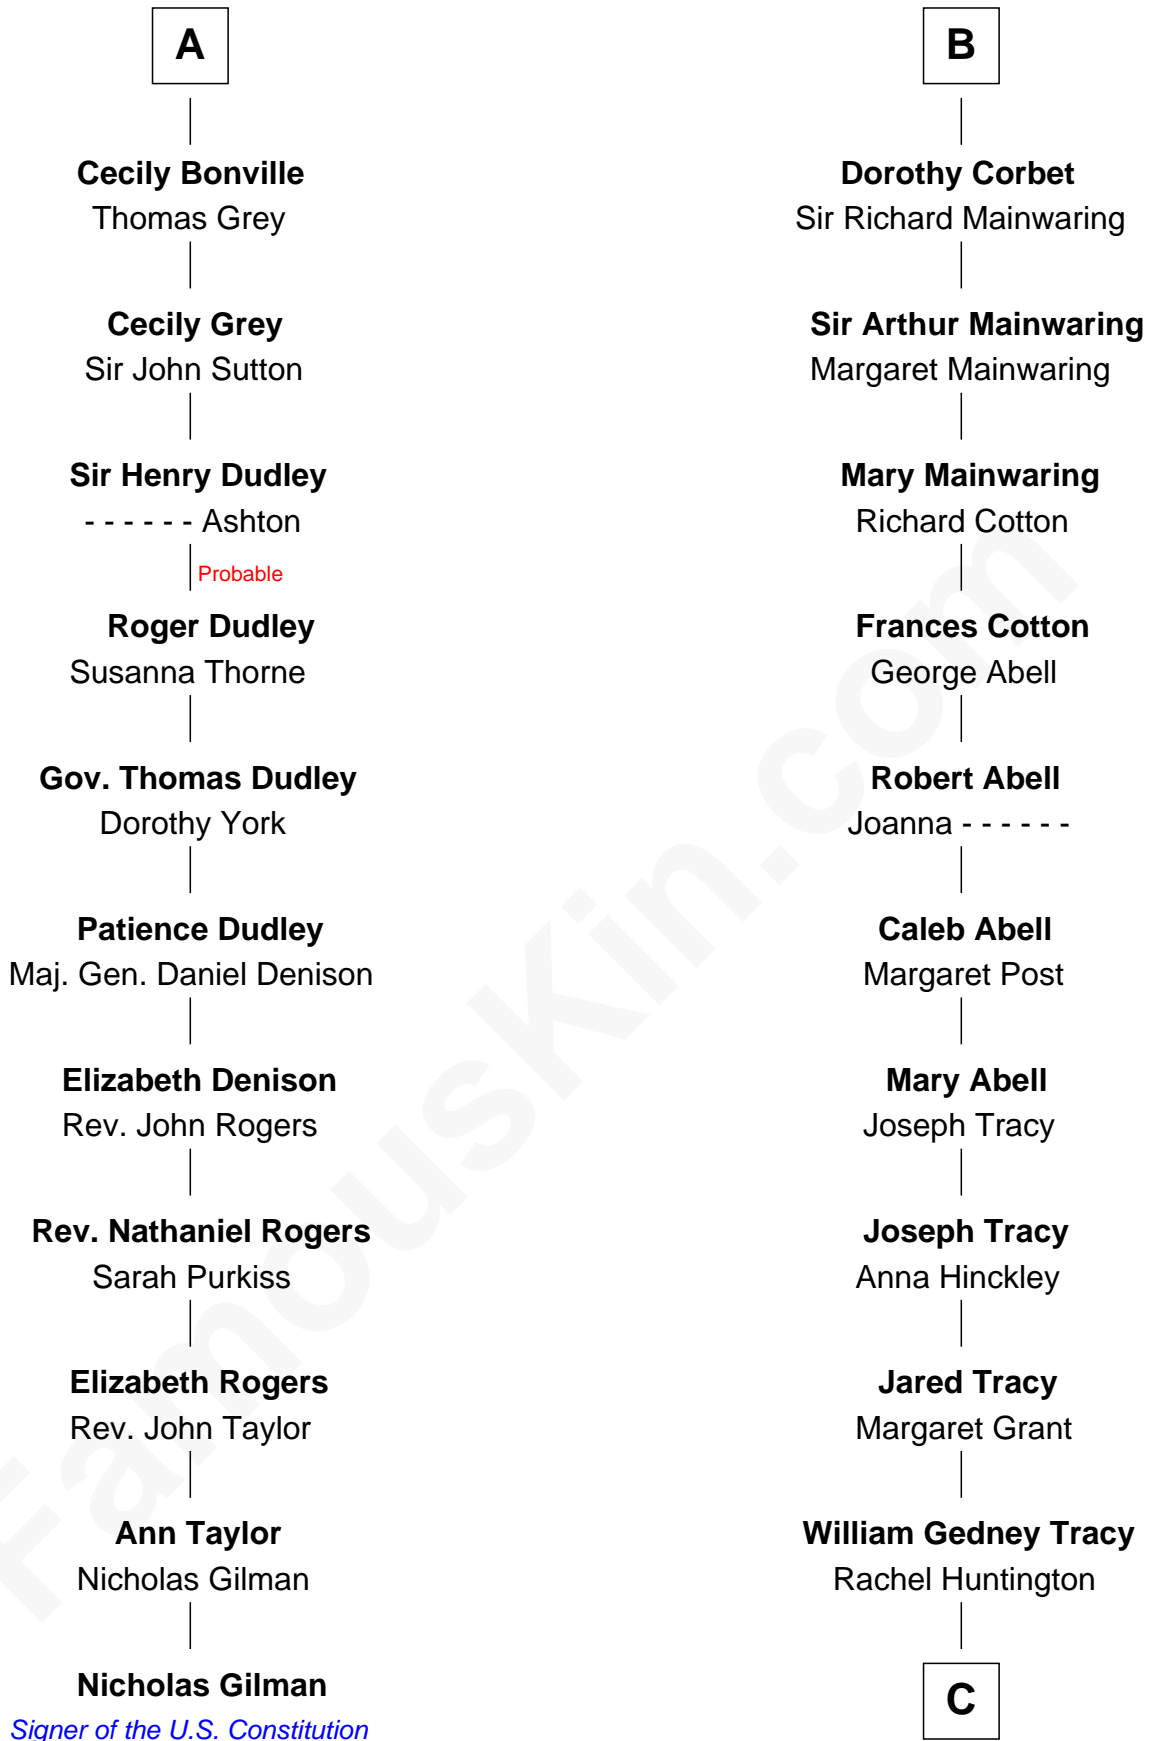 A
Cecily Bonville
Thomas Grey
Cecily Grey
Sir John Sutton
Sir Henry Dudley
- - - - - - Ashton
Probable
Roger Dudley
Susanna Thorne
Gov. Thomas Dudley
Dorothy York
Patience Dudley
Maj. Gen. Daniel Denison
Elizabeth Denison
Rev. John Rogers
Rev. Nathaniel Rogers
Sarah Purkiss
Elizabeth Rogers
Rev. John Taylor
Ann Taylor
Nicholas Gilman
Nicholas Gilman
Signer of the U.S. Constitution
B
Dorothy Corbet
Sir Richard Mainwaring
Sir Arthur Mainwaring
Margaret Mainwaring
Mary Mainwaring
Richard Cotton
Frances Cotton
George Abell
Robert Abell
Joanna - - - - - -
Caleb Abell
Margaret Post
Mary Abell
Joseph Tracy
Joseph Tracy
Anna Hinckley
Jared Tracy
Margaret Grant
William Gedney Tracy
Rachel Huntington
C
FamousKin.com